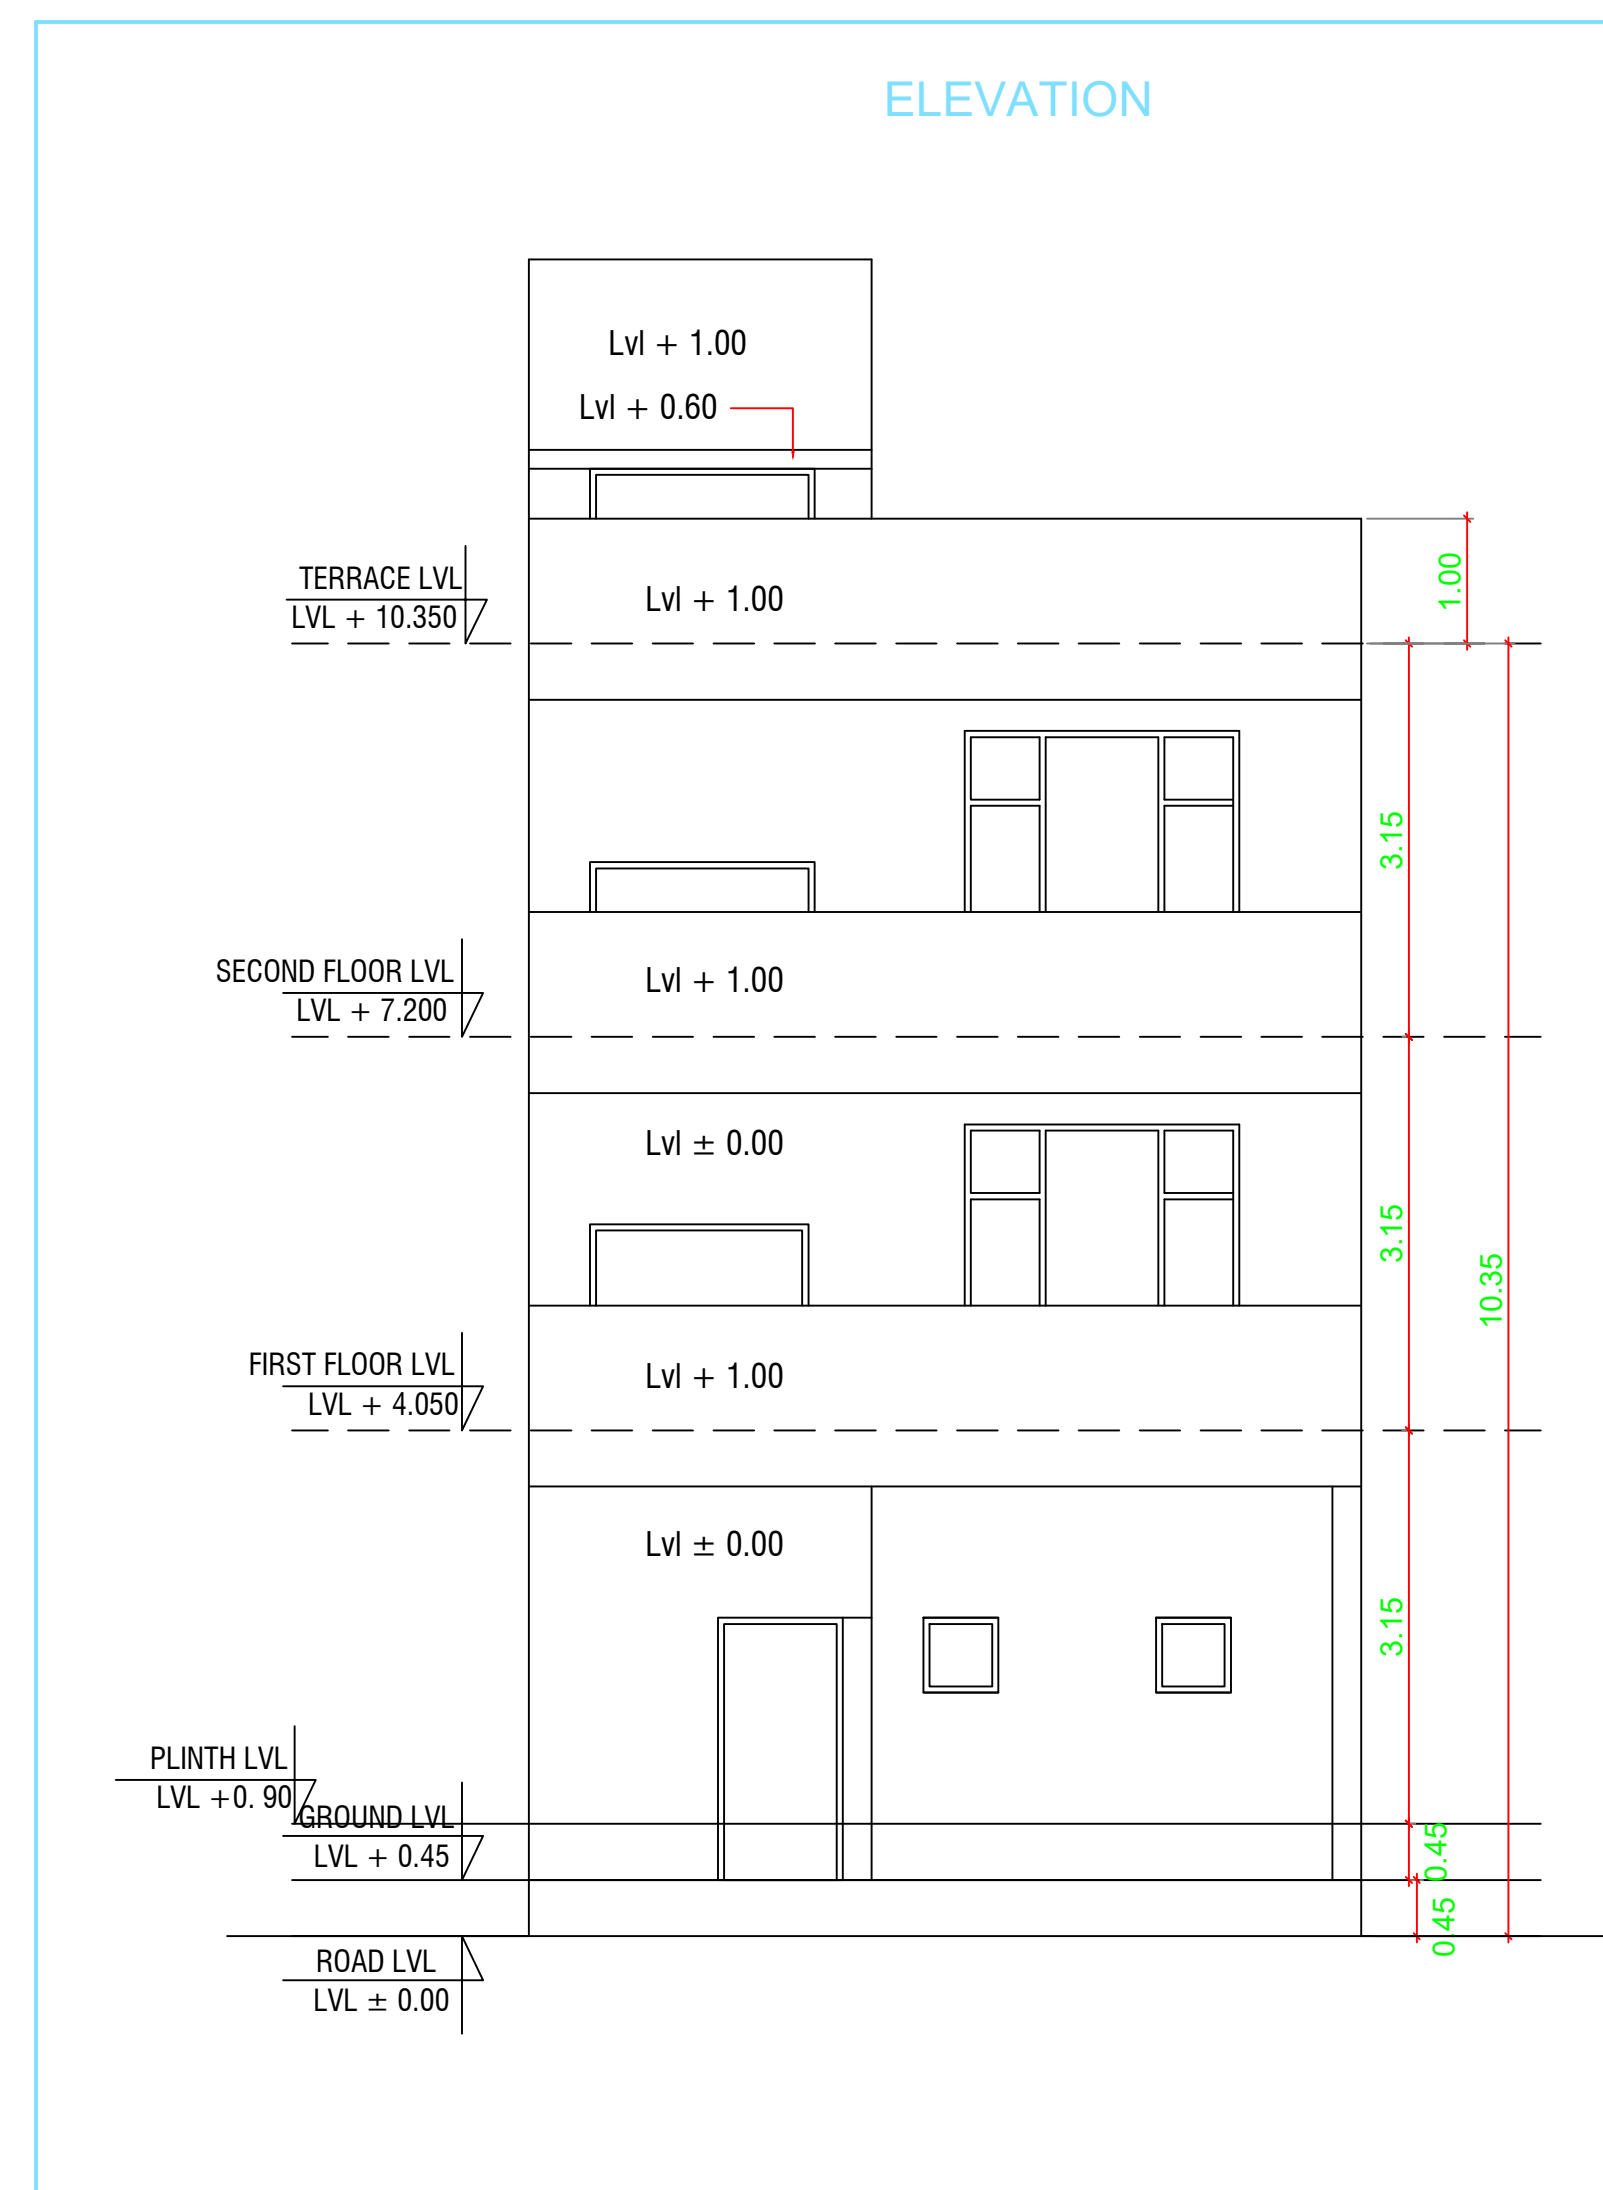 ELEVATION
Lvl + 1.00
Lvl + 0.60
TERRACE LVL
LVL + 10.350
Lvl + 1.00
1.00
3.15
SECOND FLOOR LVL
LVL + 7.200
Lvl + 1.00
Lvl ± 0.00
3.15
10.35
FIRST FLOOR LVL
LVL + 4.050
Lvl + 1.00
Lvl ± 0.00
3.15
PLINTH LVL
LVL +0. 90
GROUND LVL
LVL + 0.45
0.45
0.45
ROAD LVL
LVL ± 0.00